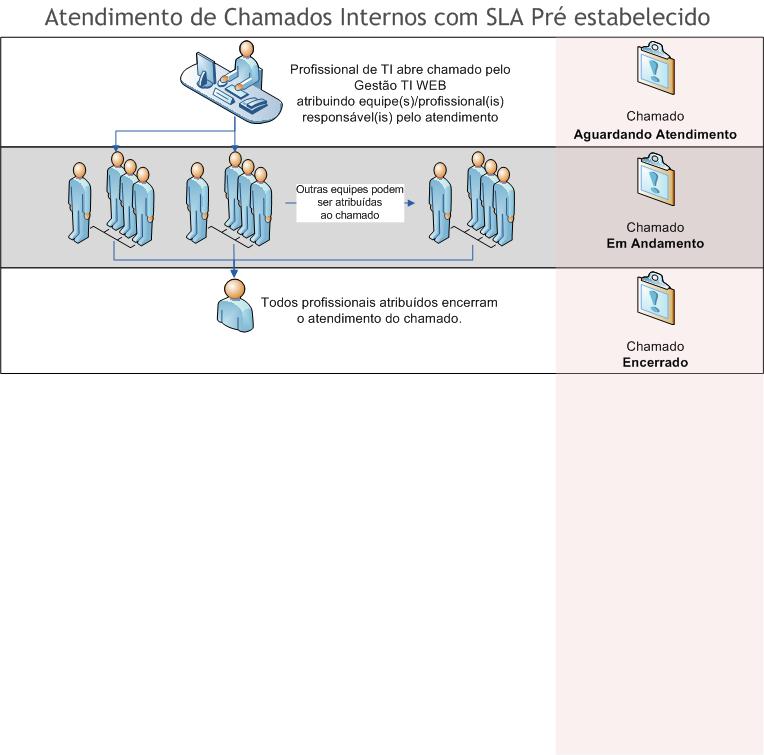 Atendimento de Chamados Internos com SLA Pré estabelecido
Profissional de TI abre chamado pelo
Gestão TI WEB
atribuindo equipe(s)/profissional(is)
responsável(is) pelo atendimento
Chamado
Aguardando Atendimento
Outras equipes podem
ser atribuídas
ao chamado
Chamado
Em Andamento
Todos profissionais atribuídos encerram
o atendimento do chamado.
Chamado
Encerrado